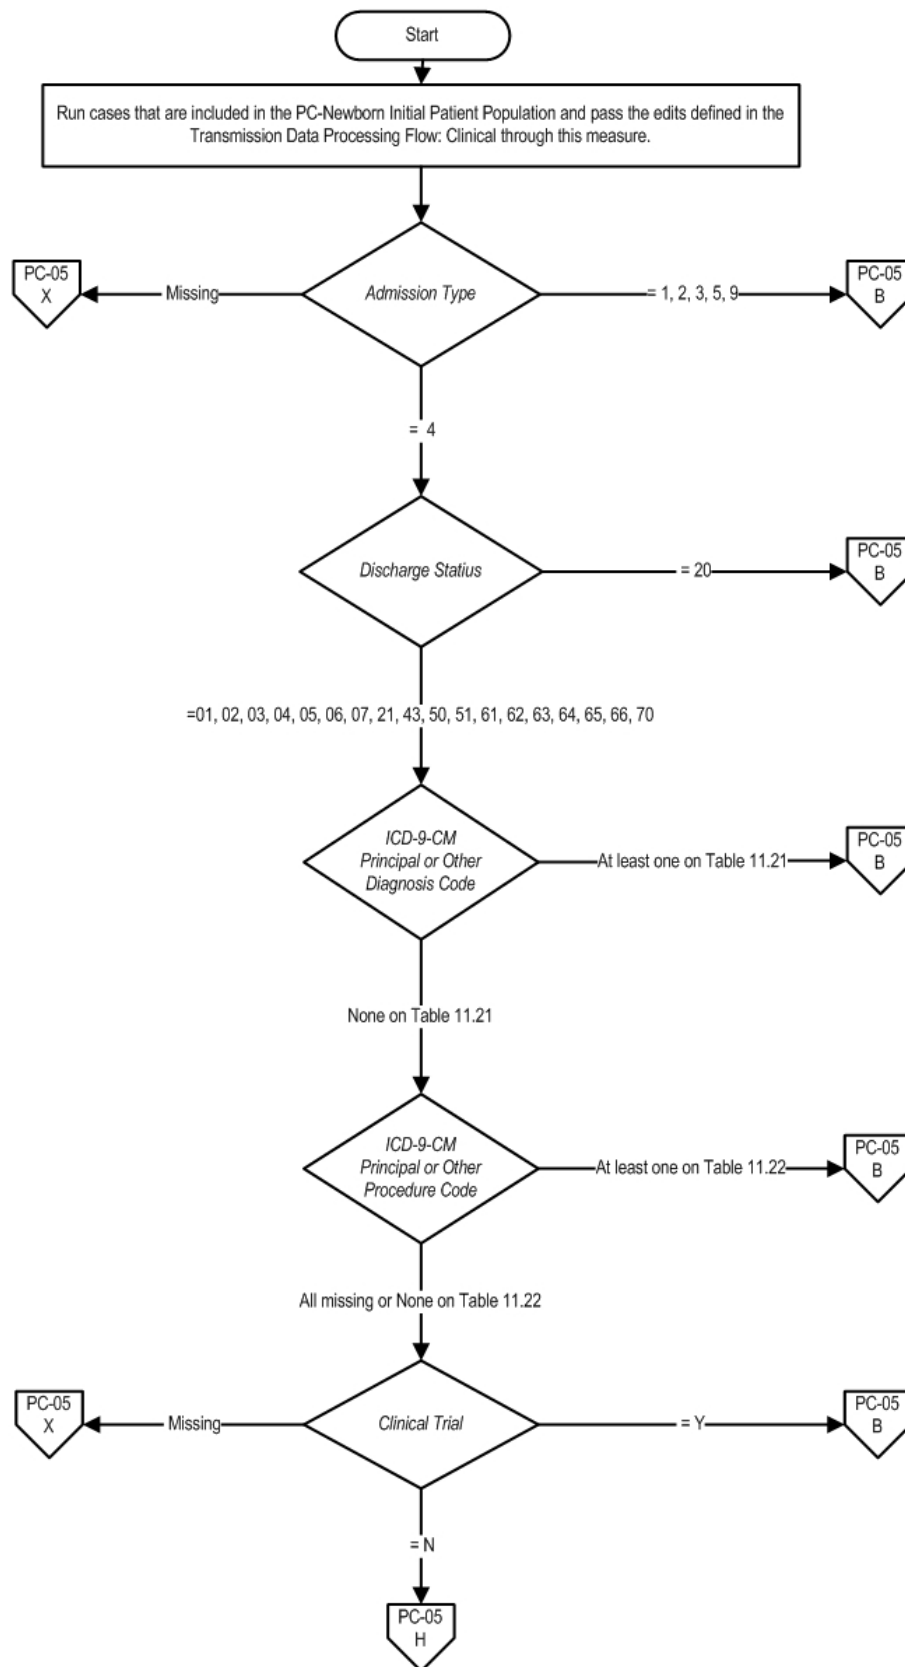 Start
Run cases that are included in the PC-Newborn Initial Patient Population and pass the edits defined in the
Transmission Data Processing Flow: Clinical through this measure.
PC-05
X
Missing
Admission Type
= 1, 2, 3, 5, 9
PC-05
B
= 4
Discharge Statius
= 20
PC-05
B
=01, 02, 03, 04, 05, 06, 07, 21, 43, 50, 51, 61, 62, 63, 64, 65, 66, 70
ICD-9-CM
Principal or Other
Diagnosis Code
At least one on Table 11.21
PC-05
B
None on Table 11.21
ICD-9-CM
Principal or Other
Procedure Code
At least one on Table 11.22
PC-05
B
All missing or None on Table 11.22
PC-05
X
Missing
Clinical Trial
= Y
PC-05
B
= N
PC-05
H